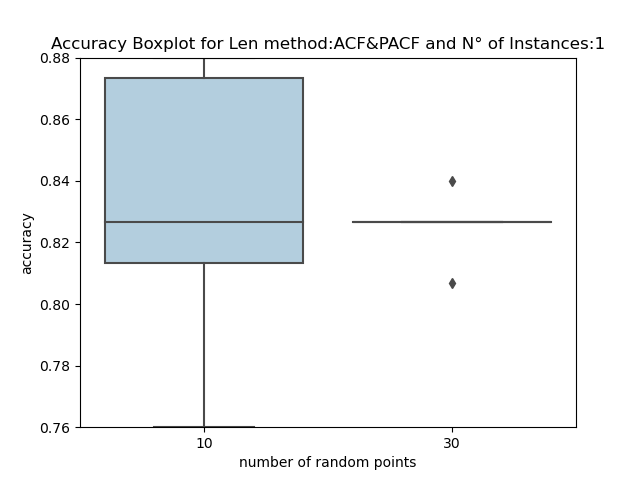 Accuracy Boxplot for Len method:ACF&PACF and N° of Instances:1
0.88
0.86
0.84
0.82
0.80
0.78
0.76
accuracy
10 30
number of random points